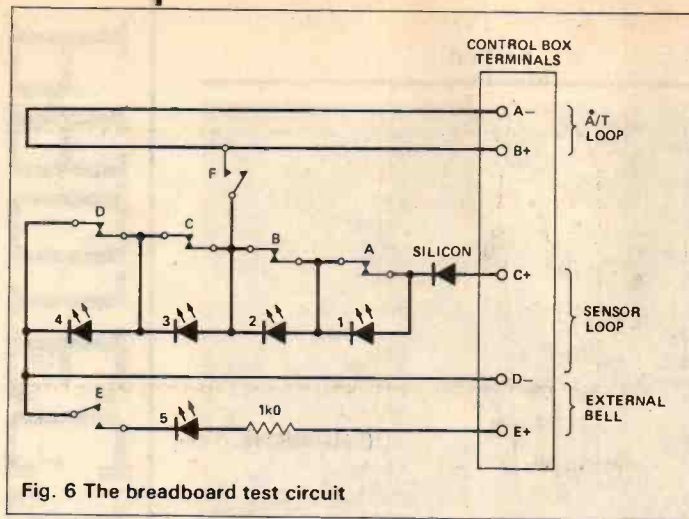 CONTROL BOX
TERMINALS
A−
B+
A/T
LOOP
F
D
C
B
A
SILICON
C+
4
3
2
1
SENSOR
LOOP
D−
E
5
1kΩ
E+
EXTERNAL
BELL
Fig. 6 The breadboard test circuit